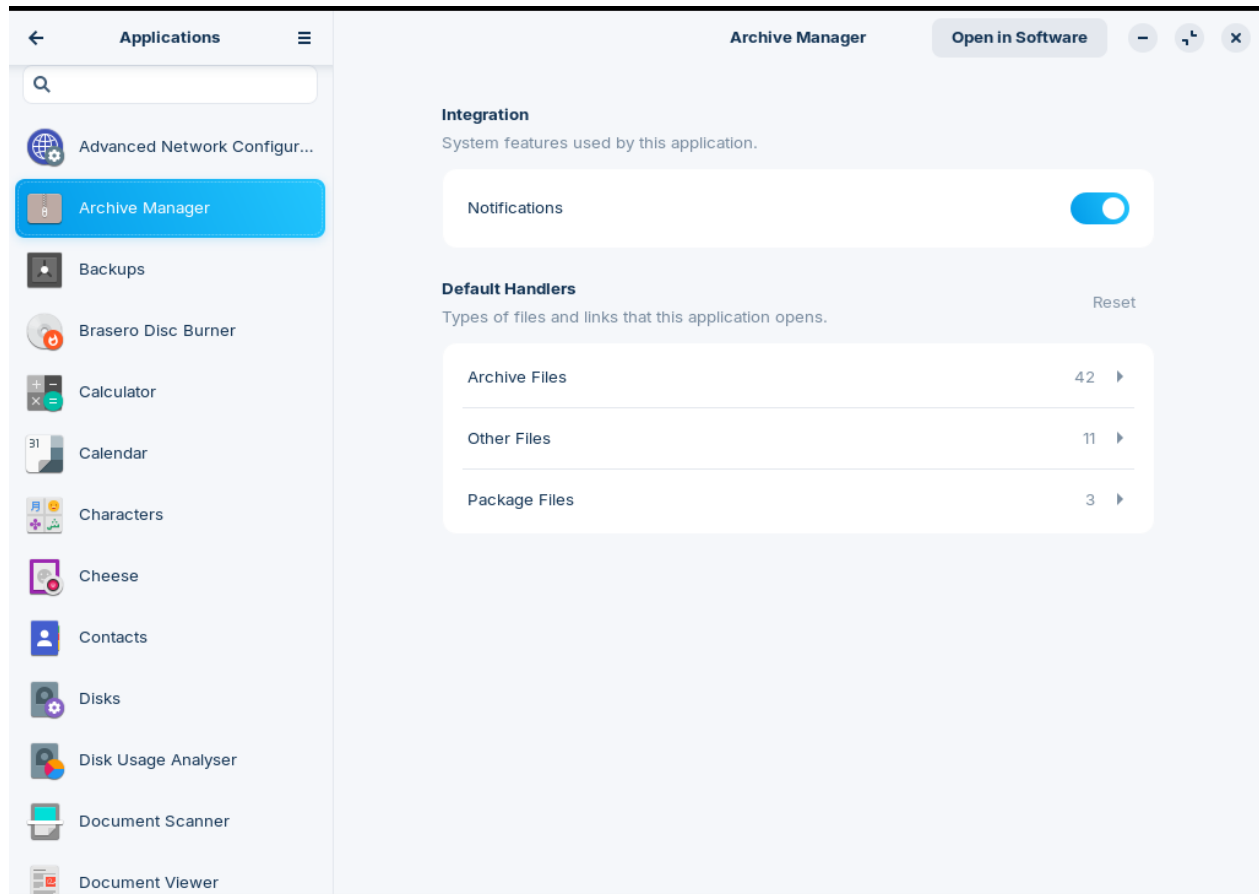 Applications
Archive Manager
Open in Software
Advanced Network Configur...
Archive Manager
Backups
Brasero Disc Burner
Calculator
Calendar
Characters
Cheese
Contacts
Disks
Disk Usage Analyser
Document Scanner
Document Viewer
Integration
System features used by this application.
Notifications
Default Handlers
Types of files and links that this application opens.
Reset
Archive Files 42
Other Files 11
Package Files 3
31
8
月